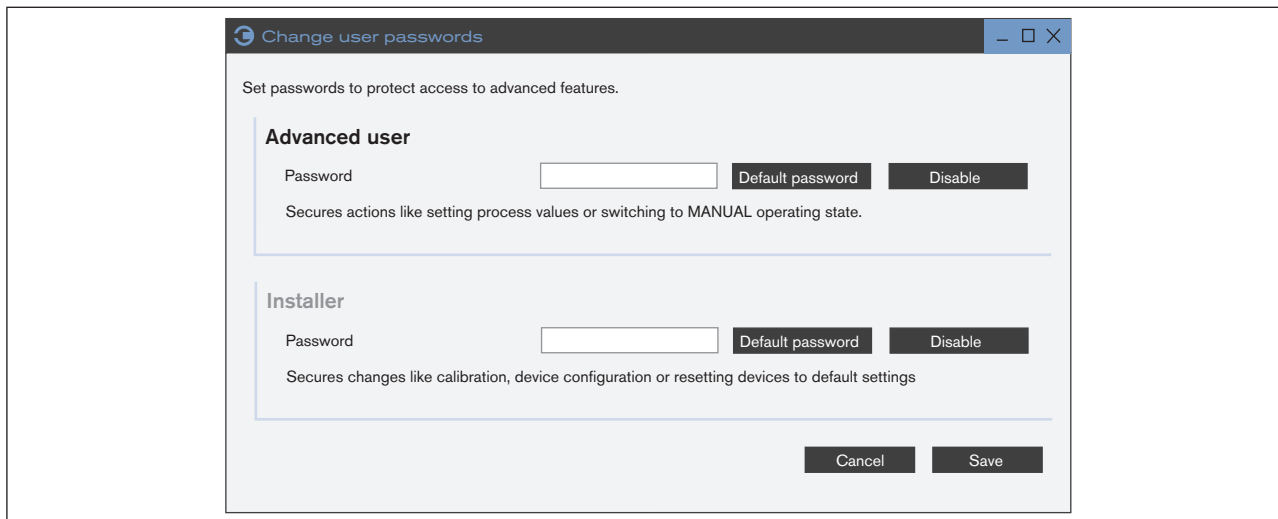 Change user passwords
Set passwords to protect access to advanced features.
Advanced user
Password Default password Disable
Secures actions like setting process values or switching to MANUAL operating state.
Installer
Password Default password Disable
Secures changes like calibration, device configuration or resetting devices to default settings
Cancel Save